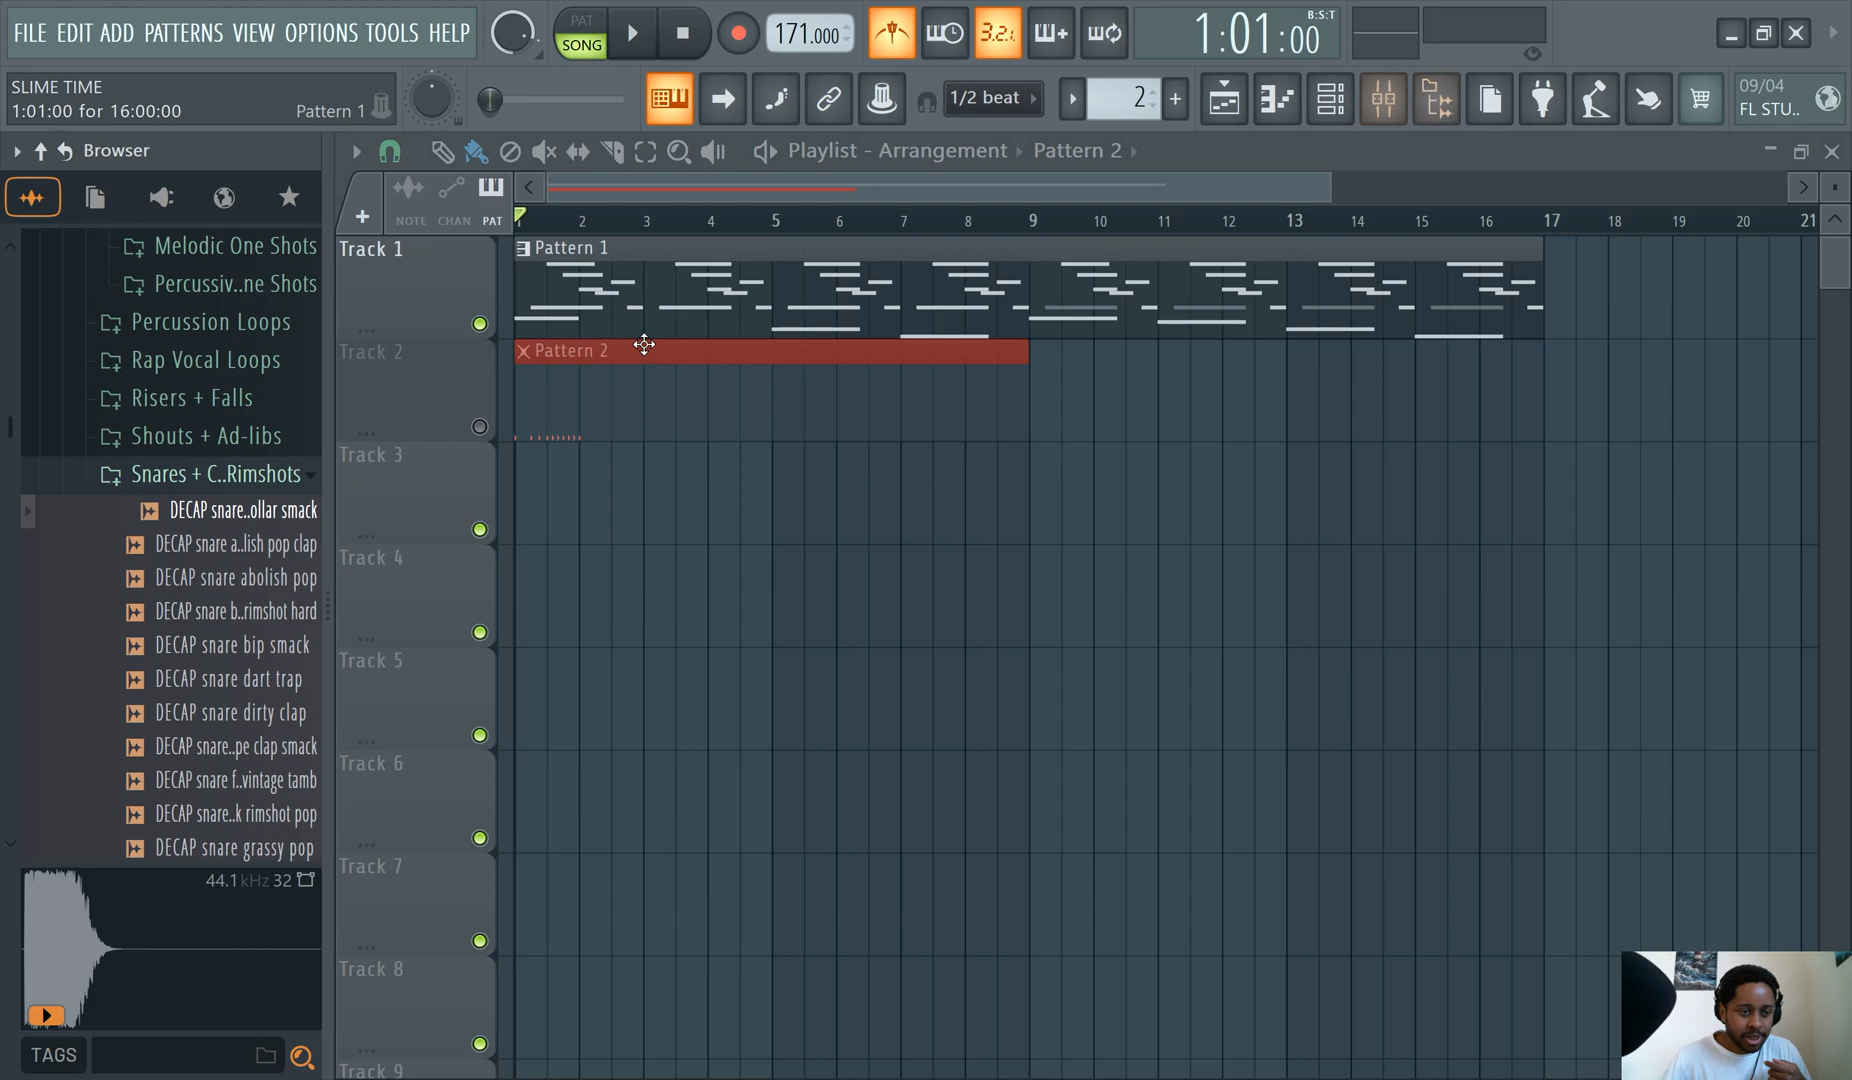 FILE EDIT ADD PATTERNS VIEW OPTIONS TOOLS HELP
PAT
SONG
171.000
3.2.
B:S:T
1:01:00
SLIME TIME
1:01:00 for 16:00:00
Pattern 1
1/2 beat
2
09/04
FL STU..
Browser
Playlist - Arrangement
Pattern 2
NOTE CHAN PAT
2 3 4 5 6 7 8 9 10 11 12 13 14 15 16 17 18 19 20 21
Track 1
Pattern 1
Track 2
Pattern 2
Track 3
Track 4
Track 5
Track 6
Track 7
Track 8
Track 9
Melodic One Shots
Percussiv..ne Shots
Percussion Loops
Rap Vocal Loops
Risers + Falls
Shouts + Ad-libs
Snares + C..Rimshots
DECAP snare..ollar smack
DECAP snare a..lish pop clap
DECAP snare abolish pop
DECAP snare b..rimshot hard
DECAP snare bip smack
DECAP snare dart trap
DECAP snare dirty clap
DECAP snare..pe clap smack
DECAP snare f..vintage tamb
DECAP snare..k rimshot pop
DECAP snare grassy pop
44.1kHz 32
TAGS